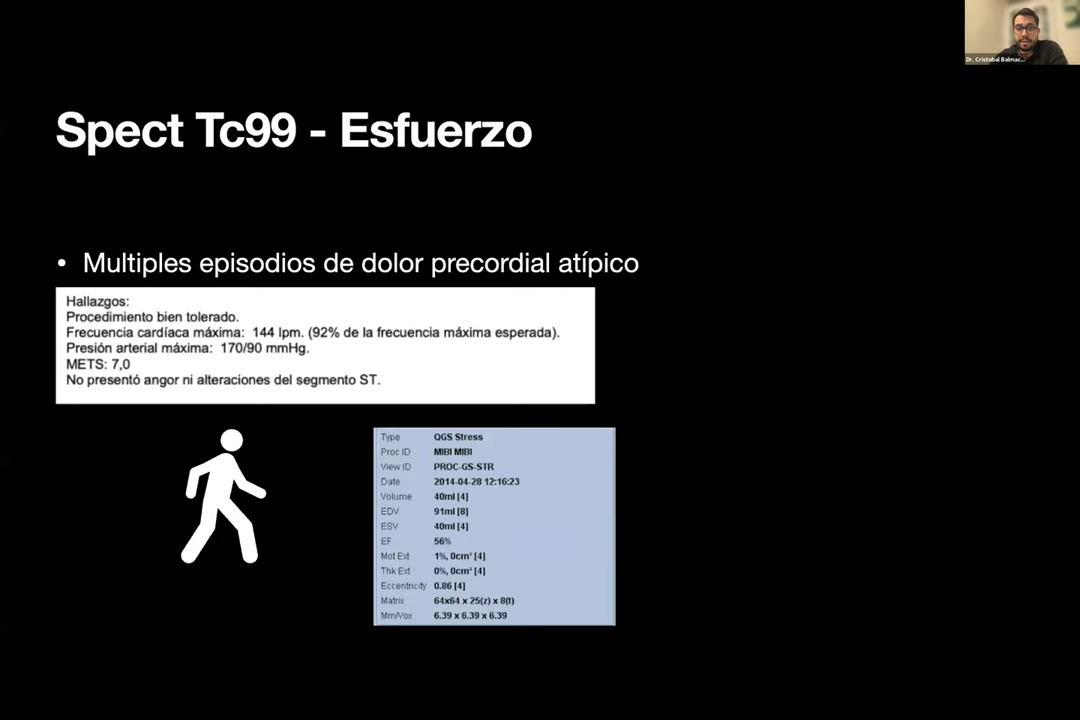 Dr. Cristobal Balmac...
Spect Tc99 - Esfuerzo
• Multiples episodios de dolor precordial atípico
Hallazgos:
Procedimiento bien tolerado.
Frecuencia cardíaca máxima: 144 lpm. (92% de la frecuencia máxima esperada).
Presión arterial máxima: 170/90 mmHg.
METS: 7,0
No presentó angor ni alteraciones del segmento ST.
Type QGS Stress
Proc ID MIBI MIBI
View ID PROC-GS-STR
Date 2014-04-28 12:16:23
Volume 40ml [4]
EDV 91ml [8]
ESV 40ml [4]
EF 56%
Mot Ext 1%, 0cm² [4]
Thk Ext 0%, 0cm² [4]
Eccentricity 0.86 [4]
Matrix 64x64 x 25(z) x 8(t)
Mm/Vox 6.39 x 6.39 x 6.39